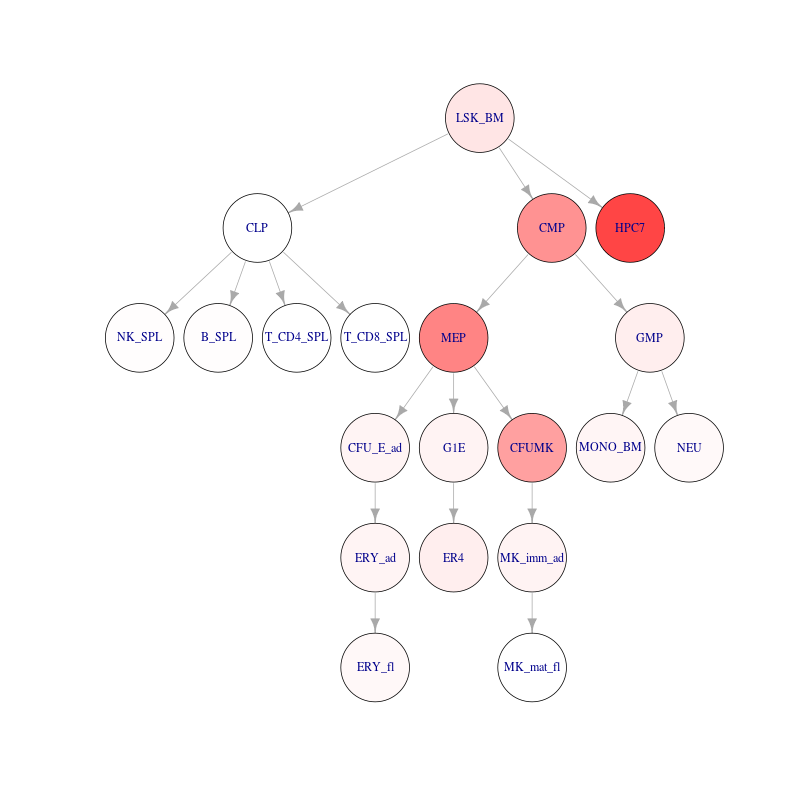 LSK_BM
CLP
CMP
HPC7
NK_SPL
B_SPL
T_CD4_SPL
T_CD8_SPL
MEP
GMP
CFU_E_ad
G1E
CFUMK
MONO_BM
NEU
ERY_ad
ER4
MK_imm_ad
ERY_fl
MK_mat_fl